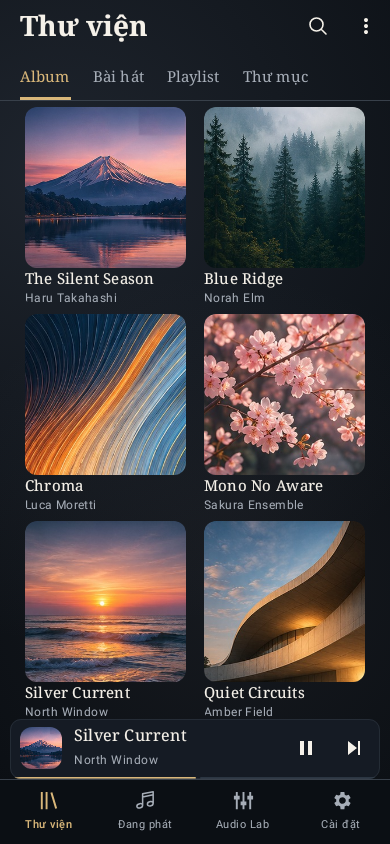 Thư viện
Album Bài hát Playlist Thư mục
The Silent Season Blue Ridge
Haru Takahashi Norah Elm
Chroma Mono No Aware
Luca Moretti Sakura Ensemble
Silver Current Quiet Circuits
North Window Amber Field
Silver Current
North Window
Thư viện Đang phát Audio Lab Cài đặt